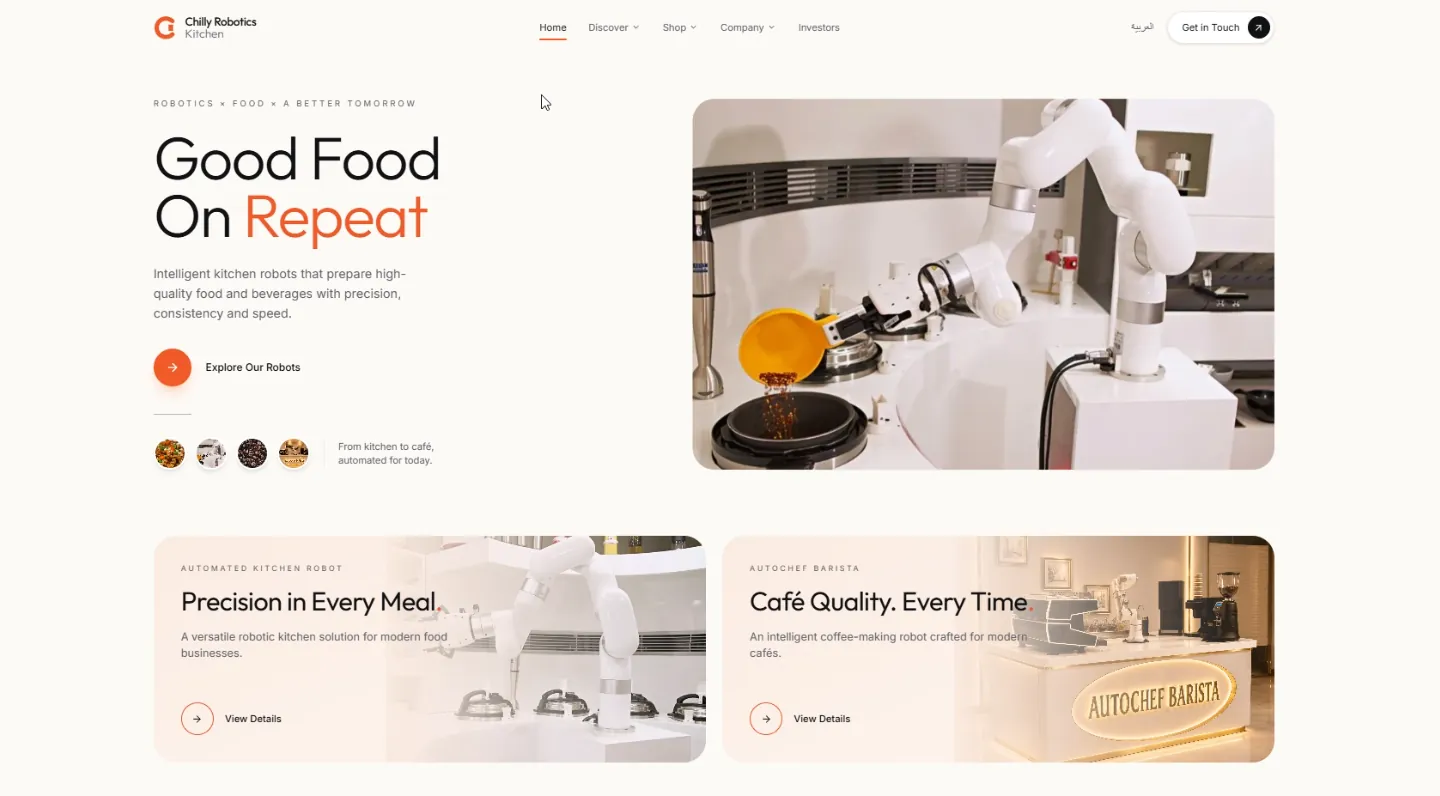 Chilly Robotics
Kitchen
Home
Discover
Shop
Company
Investors
العربية
Get in Touch
ROBOTICS × FOOD × A BETTER TOMORROW
Good Food
On Repeat
Intelligent kitchen robots that prepare high-
quality food and beverages with precision,
consistency and speed.
Explore Our Robots
From kitchen to café,
automated for today.
AUTOMATED KITCHEN ROBOT
Precision in Every Meal.
A versatile robotic kitchen solution for modern food
businesses.
View Details
AUTOCHEF BARISTA
Café Quality. Every Time.
An intelligent coffee-making robot crafted for modern
cafés.
View Details
AUTOCHEF BARISTA